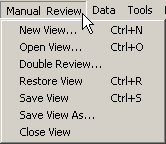 Manual Review Data Tools
New View... Ctrl+N
Open View... Ctrl+O
Double Review...
Restore View Ctrl+R
Save View Ctrl+S
Save View As...
Close View